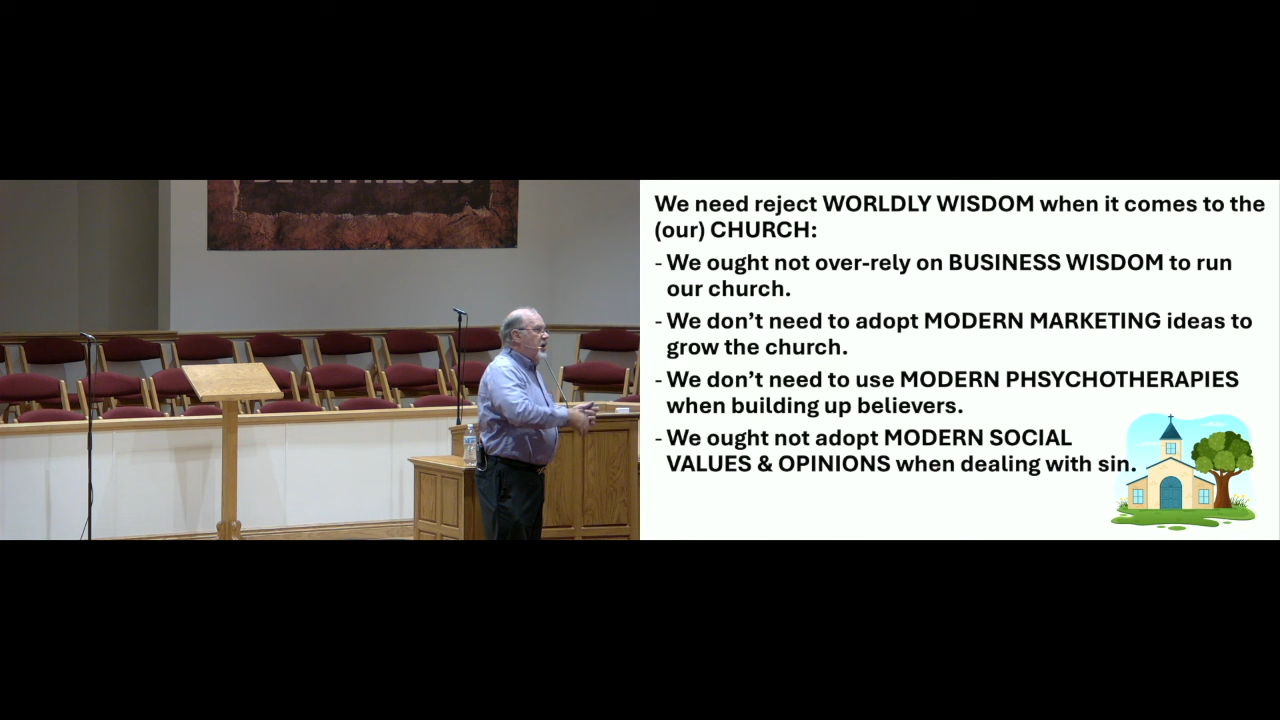 We need reject WORLDLY WISDOM when it comes to the
(our) CHURCH:
- We ought not over-rely on BUSINESS WISDOM to run
our church.
- We don't need to adopt MODERN MARKETING ideas to
grow the church.
- We don't need to use MODERN PHSYCHOTHERAPIES
when building up believers.
- We ought not adopt MODERN SOCIAL
VALUES & OPINIONS when dealing with sin.